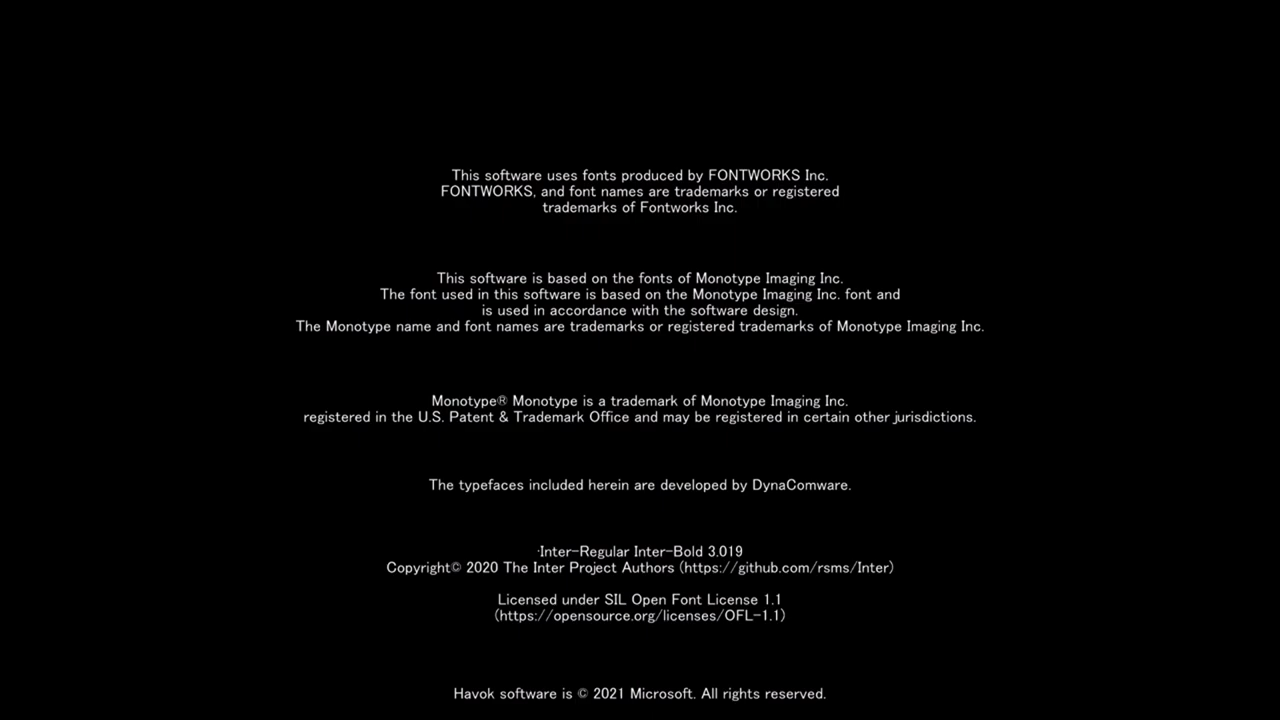 This software uses fonts produced by FONTWORKS Inc.
FONTWORKS, and font names are trademarks or registered
trademarks of Fontworks Inc.
This software is based on the fonts of Monotype Imaging Inc.
The font used in this software is based on the Monotype Imaging Inc. font and
is used in accordance with the software design.
The Monotype name and font names are trademarks or registered trademarks of Monotype Imaging Inc.
Monotype® Monotype is a trademark of Monotype Imaging Inc.
registered in the U.S. Patent & Trademark Office and may be registered in certain other jurisdictions.
The typefaces included herein are developed by DynaComware.
·Inter-Regular Inter-Bold 3.019
Copyright© 2020 The Inter Project Authors (https://github.com/rsms/Inter)
Licensed under SIL Open Font License 1.1
(https://opensource.org/licenses/OFL-1.1)
Havok software is © 2021 Microsoft. All rights reserved.